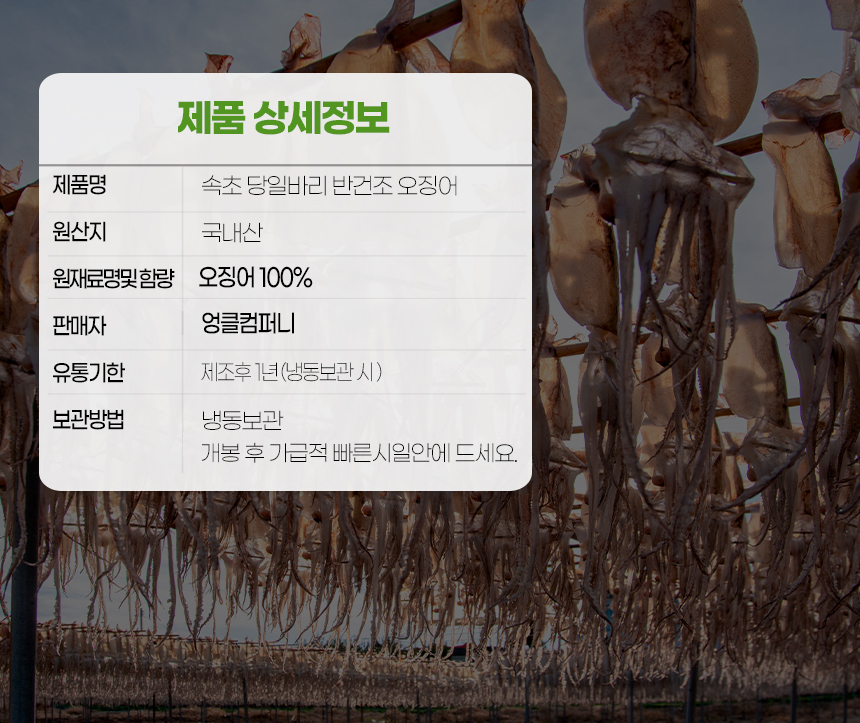 제품 상세정보
제품명 속초 당일바리 반건조 오징어
원산지 국내산
원재료명및 함량 오징어 100%
판매자 엉클컴퍼니
유통기한 제조후 1년 (냉동보관 시)
보관방법 냉동보관
개봉 후 가급적 빠른시일안에 드세요.